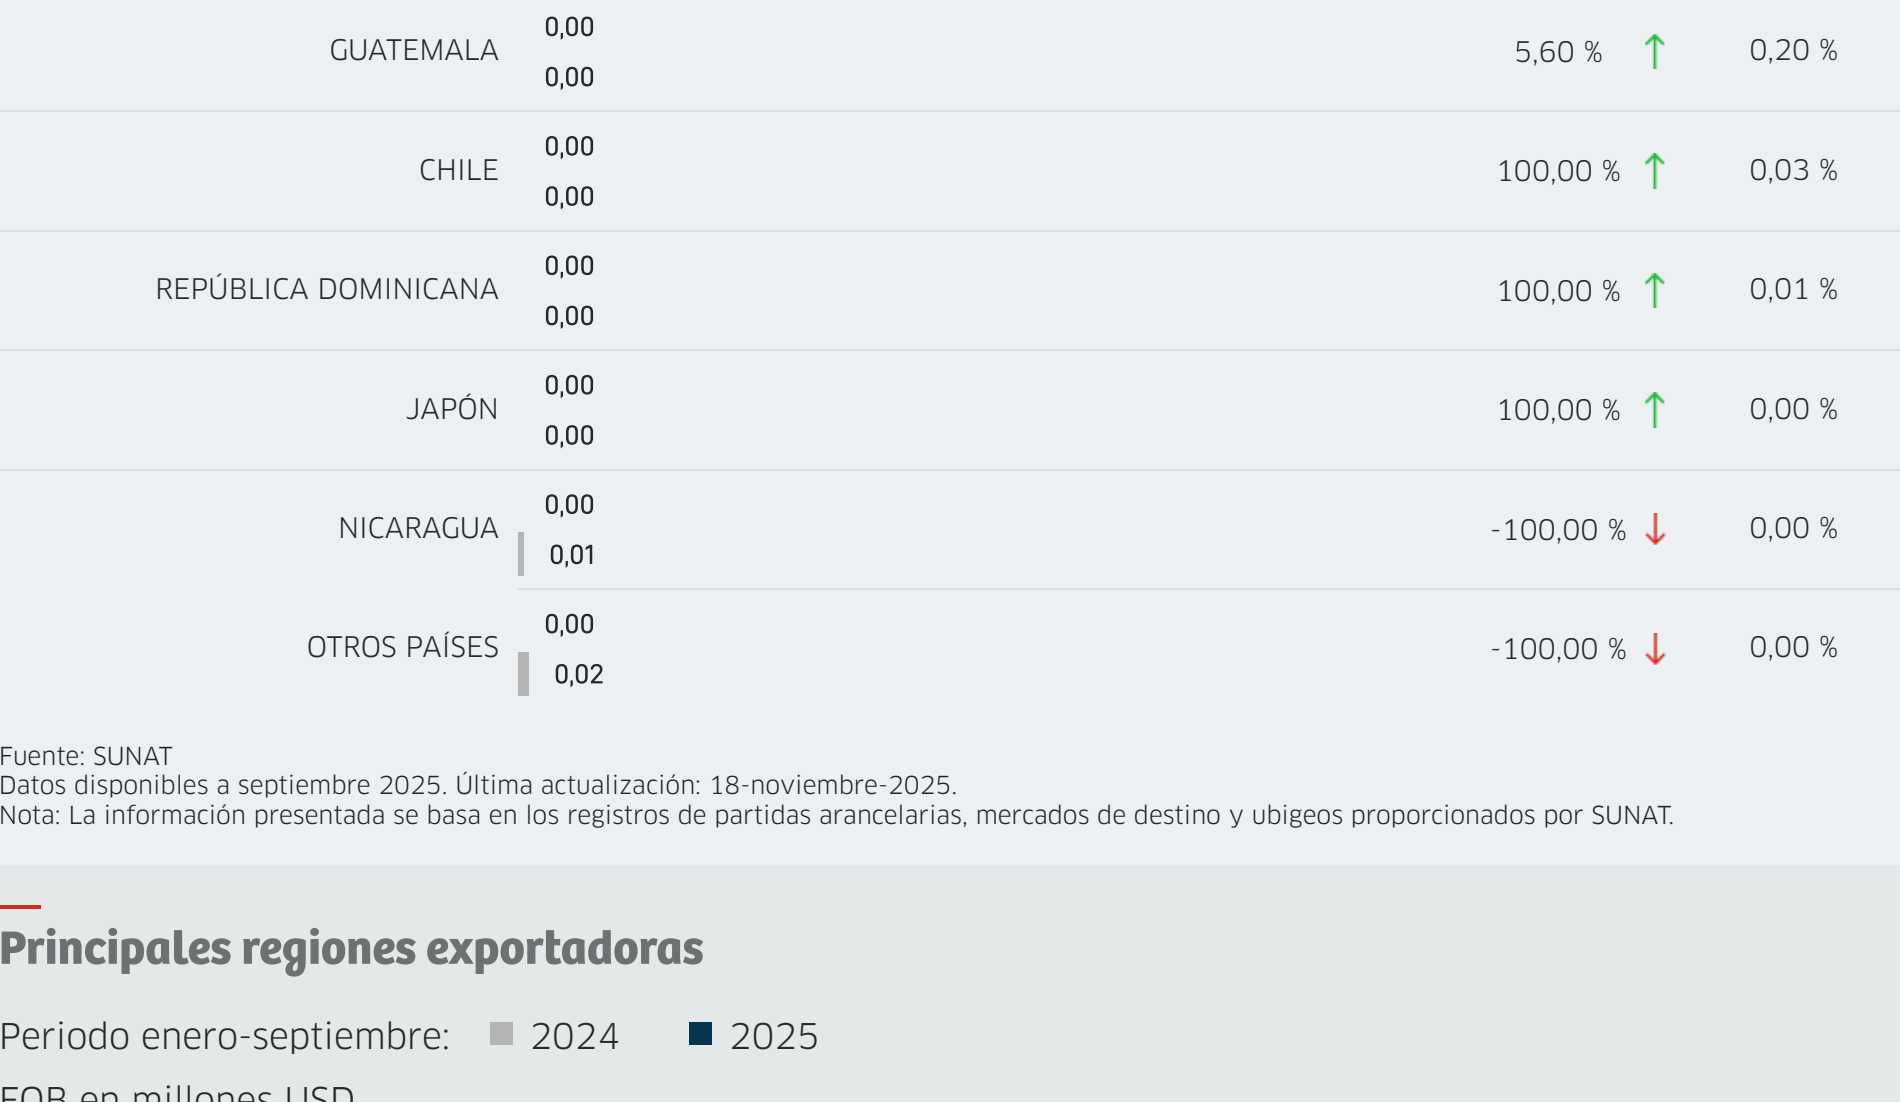 0,00
GUATEMALA 5,60 % ↑ 0,20 %
0,00
0,00
CHILE 100,00 % ↑ 0,03 %
0,00
0,00
REPÚBLICA DOMINICANA 100,00 % ↑ 0,01 %
0,00
0,00
JAPÓN 100,00 % ↑ 0,00 %
0,00
0,00
NICARAGUA -100,00 % ↓ 0,00 %
0,01
0,00
OTROS PAÍSES -100,00 % ↓ 0,00 %
0,02
Fuente: SUNAT
Datos disponibles a septiembre 2025. Última actualización: 18-noviembre-2025.
Nota: La información presentada se basa en los registros de partidas arancelarias, mercados de destino y ubigeos proporcionados por SUNAT.
Principales regiones exportadoras
Periodo enero-septiembre: 2024 2025
FOB en millones USD